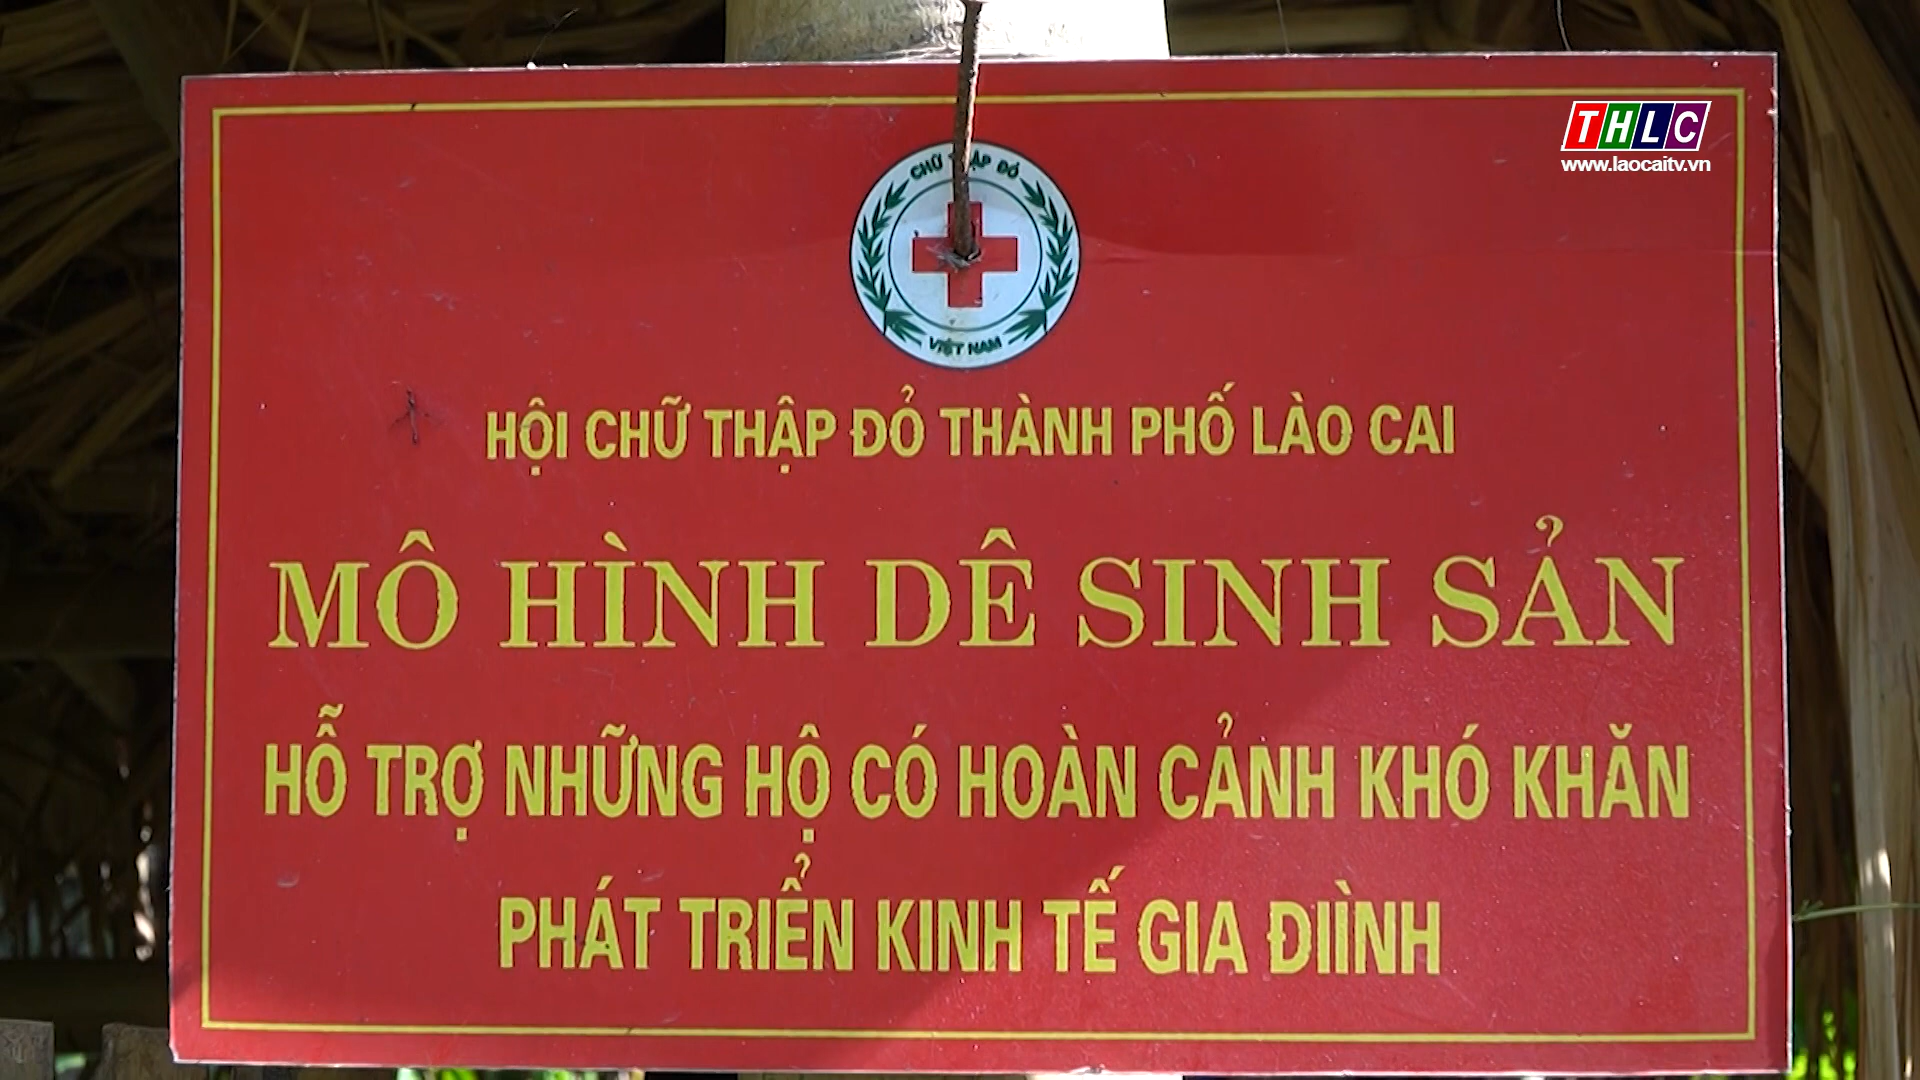 THLC
www.laocaitv.vn
CHỮ THẬP ĐỎ
VIỆT NAM
HỘI CHỮ THẬP ĐỎ THÀNH PHỐ LÀO CAI
MÔ HÌNH DÊ SINH SẢN
HỖ TRỢ NHỮNG HỘ CÓ HOÀN CẢNH KHÓ KHĂN
PHÁT TRIỂN KINH TẾ GIA ĐIÌNH